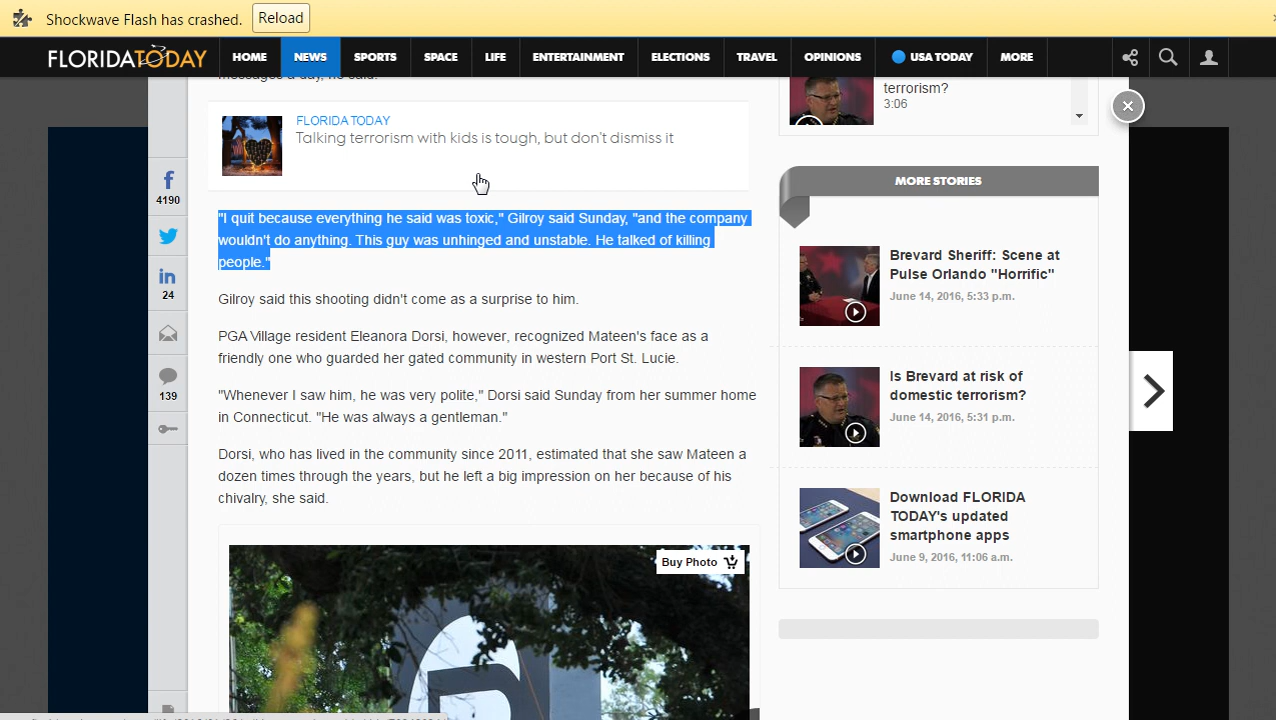 Shockwave Flash has crashed. Reload
FLORIDA TODAY HOME NEWS SPORTS SPACE LIFE ENTERTAINMENT ELECTIONS TRAVEL OPINIONS USA TODAY MORE
messages a day, he said.
FLORIDA TODAY
Talking terrorism with kids is tough, but don't dismiss it
4190
24
139
"I quit because everything he said was toxic," Gilroy said Sunday, "and the company
wouldn't do anything. This guy was unhinged and unstable. He talked of killing
people."
Gilroy said this shooting didn't come as a surprise to him.
PGA Village resident Eleanora Dorsi, however, recognized Mateen's face as a
friendly one who guarded her gated community in western Port St. Lucie.
"Whenever I saw him, he was very polite," Dorsi said Sunday from her summer home
in Connecticut. "He was always a gentleman."
Dorsi, who has lived in the community since 2011, estimated that she saw Mateen a
dozen times through the years, but he left a big impression on her because of his
chivalry, she said.
Buy Photo
terrorism?
3:06
MORE STORIES
Brevard Sheriff: Scene at
Pulse Orlando "Horrific"
June 14, 2016, 5:33 p.m.
Is Brevard at risk of
domestic terrorism?
June 14, 2016, 5:31 p.m.
Download FLORIDA
TODAY's updated
smartphone apps
June 9, 2016, 11:06 a.m.